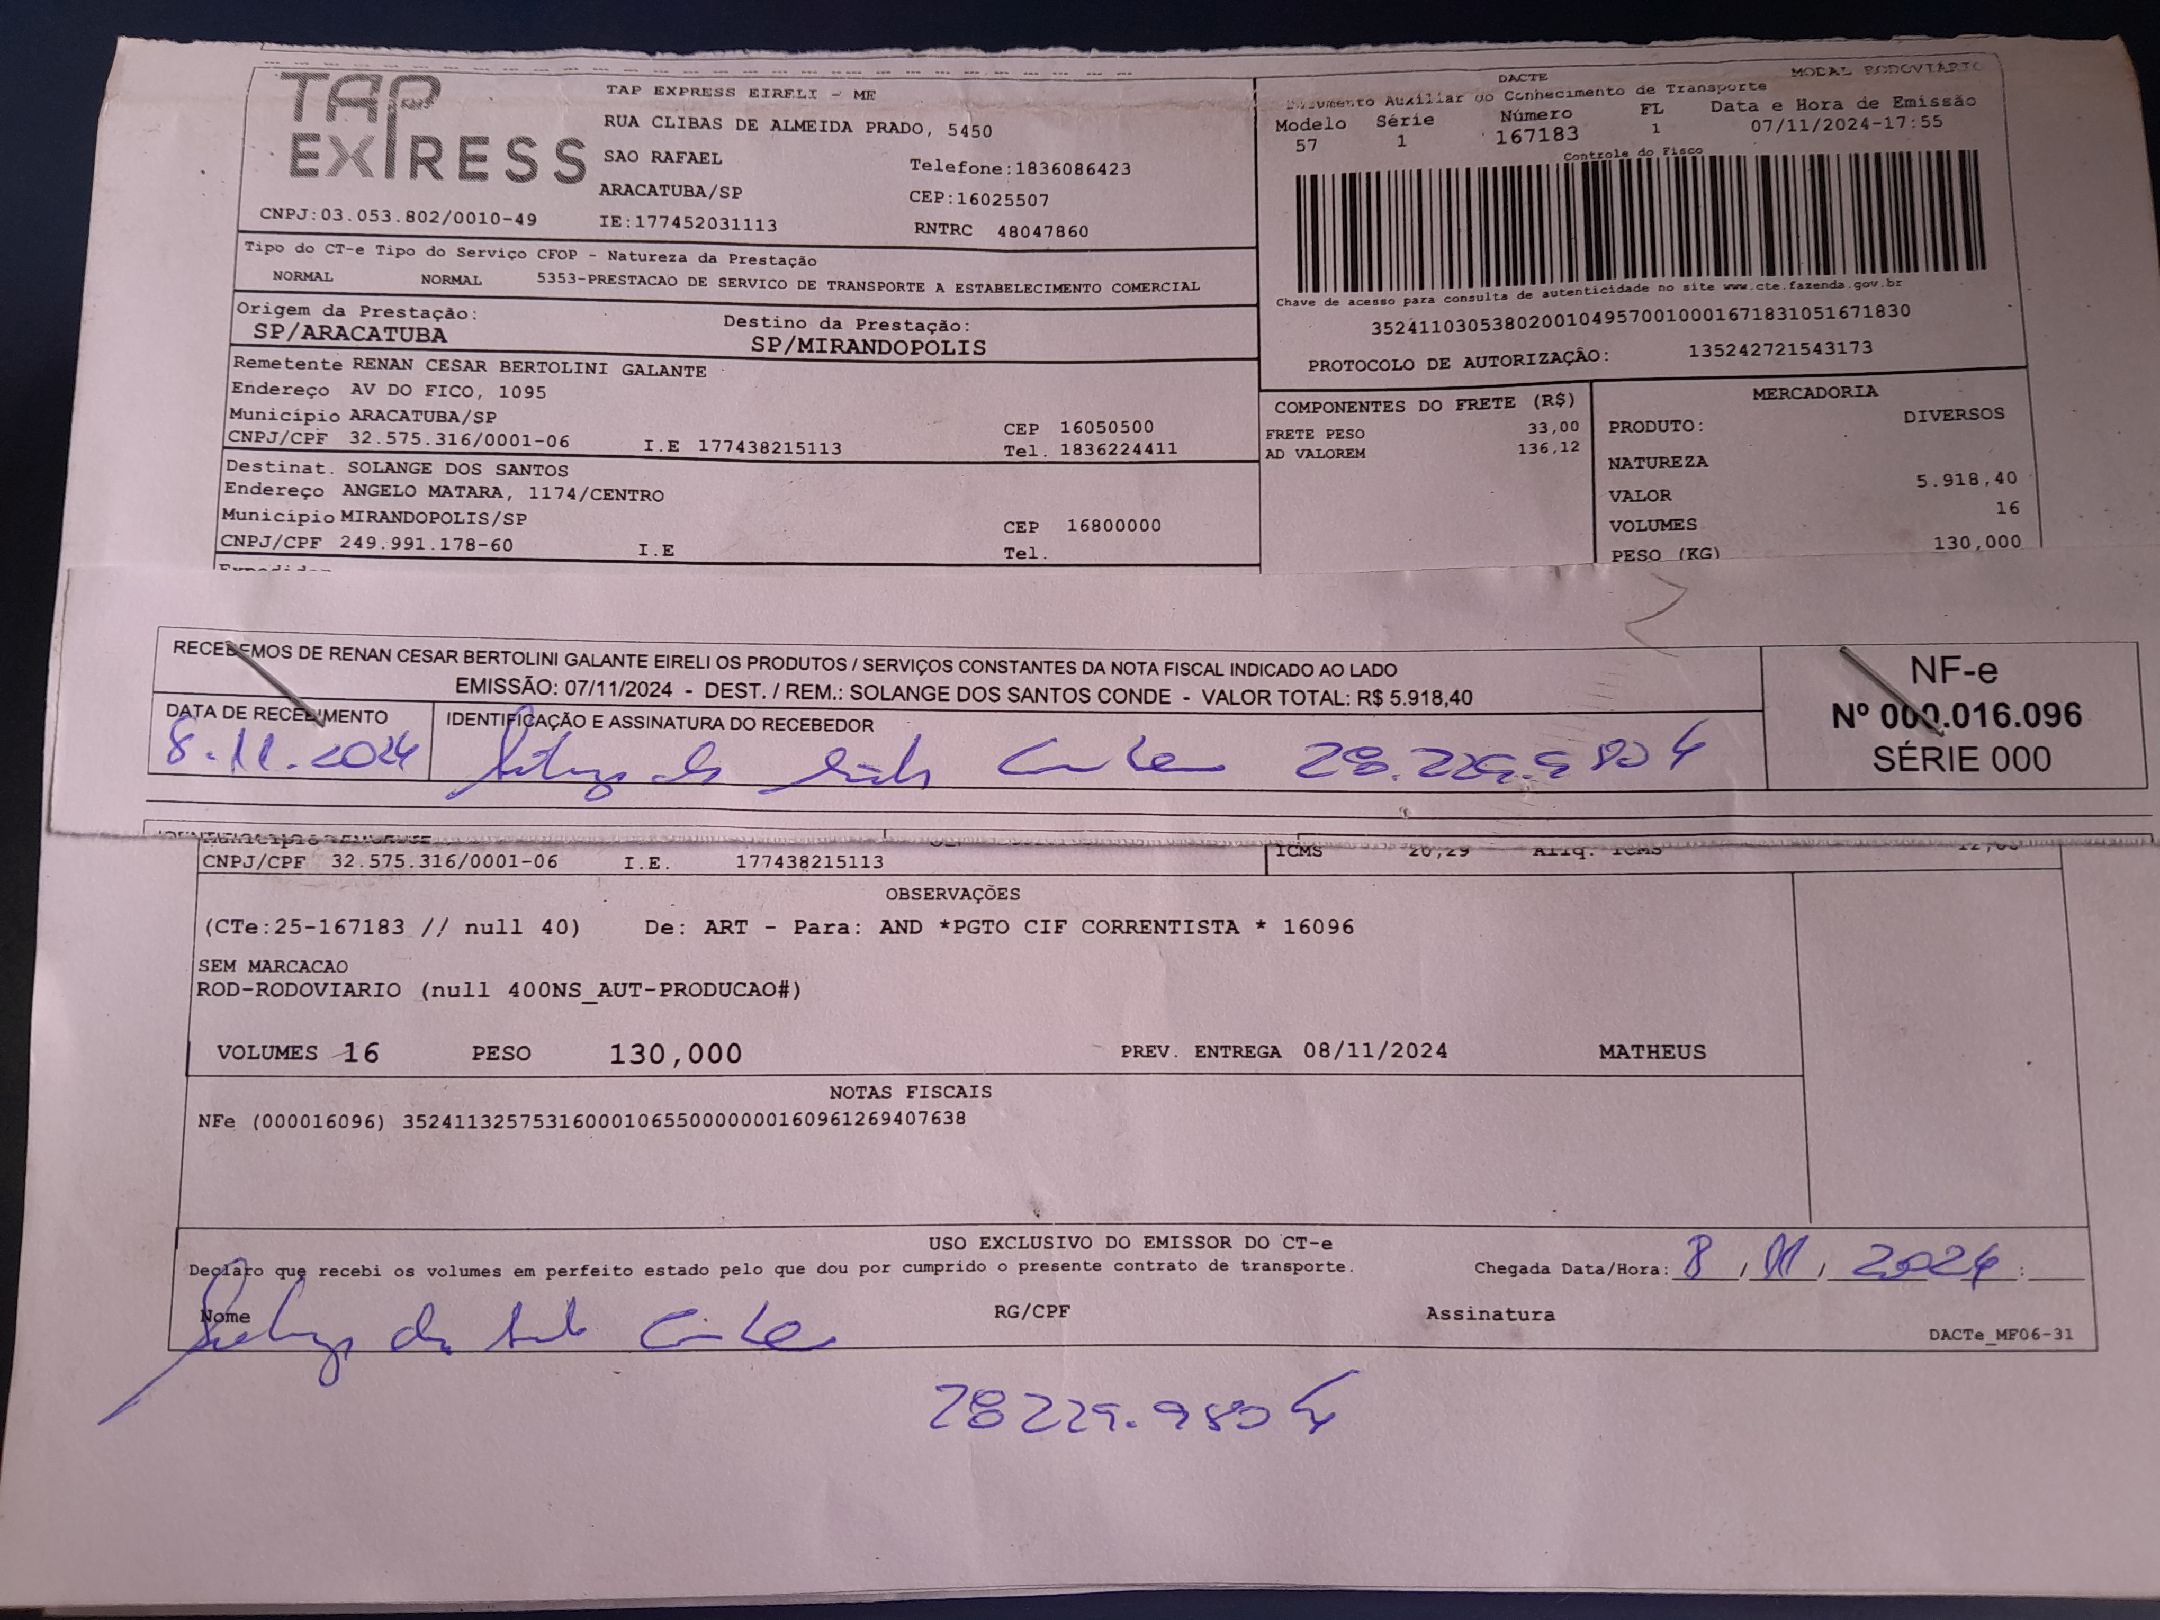 TAP EXPRESS
TAP EXPRESS EIRELI - ME
RUA CLIBAS DE ALMEIDA PRADO, 5450
SAO RAFAEL
Telefone:1836086423
ARACATUBA/SP
CEP:16025507
CNPJ:03.053.802/0010-49
IE:177452031113
RNTRC 48047860
DACTE
MODAL RODOVIÁRIO
Documento Auxiliar do Conhecimento de Transporte
Modelo Série Número FL Data e Hora de Emissão
57 1 167183 1 07/11/2024-17:55
Controle do Fisco
Chave de acesso para consulta de autenticidade no site www.cte.fazenda.gov.br
35241103053802001049570010001671831051671830
PROTOCOLO DE AUTORIZAÇÃO: 135242721543173
Tipo do CT-e Tipo do Serviço CFOP - Natureza da Prestação
NORMAL NORMAL 5353-PRESTACAO DE SERVICO DE TRANSPORTE A ESTABELECIMENTO COMERCIAL
Origem da Prestação: Destino da Prestação:
SP/ARACATUBA SP/MIRANDOPOLIS
Remetente RENAN CESAR BERTOLINI GALANTE
Endereço AV DO FICO, 1095
Município ARACATUBA/SP CEP 16050500
CNPJ/CPF 32.575.316/0001-06 I.E 177438215113 Tel. 1836224411
Destinat. SOLANGE DOS SANTOS
Endereço ANGELO MATARA, 1174/CENTRO
Município MIRANDOPOLIS/SP CEP 16800000
CNPJ/CPF 249.991.178-60 I.E Tel.
COMPONENTES DO FRETE (R$)
FRETE PESO 33,00
AD VALOREM 136,12
MERCADORIA
PRODUTO: DIVERSOS
NATUREZA
VALOR 5.918,40
VOLUMES 16
PESO (KG) 130,000
RECEBEMOS DE RENAN CESAR BERTOLINI GALANTE EIRELI OS PRODUTOS / SERVIÇOS CONSTANTES DA NOTA FISCAL INDICADO AO LADO
EMISSÃO: 07/11/2024 - DEST. / REM.: SOLANGE DOS SANTOS CONDE - VALOR TOTAL: R$ 5.918,40
DATA DE RECEBIMENTO
8.11.2024
IDENTIFICAÇÃO E ASSINATURA DO RECEBEDOR
NF-e
Nº 000.016.096
SÉRIE 000
CNPJ/CPF 32.575.316/0001-06 I.E. 177438215113
ICMS 20,29 Aliq. ICMS 12,00
OBSERVAÇÕES
(CTe:25-167183 // null 40) De: ART - Para: AND *PGTO CIF CORRENTISTA * 16096
SEM MARCACAO
ROD-RODOVIARIO (null 400NS_AUT-PRODUCAO#)
VOLUMES 16 PESO 130,000 PREV. ENTREGA 08/11/2024 MATHEUS
NOTAS FISCAIS
NFe (000016096) 35241132575316000106550000000160961269407638
USO EXCLUSIVO DO EMISSOR DO CT-e
Declaro que recebi os volumes em perfeito estado pelo que dou por cumprido o presente contrato de transporte.
Chegada Data/Hora: 8 / 11 / 2024 :
Nome RG/CPF Assinatura
DACTe_MF06-31